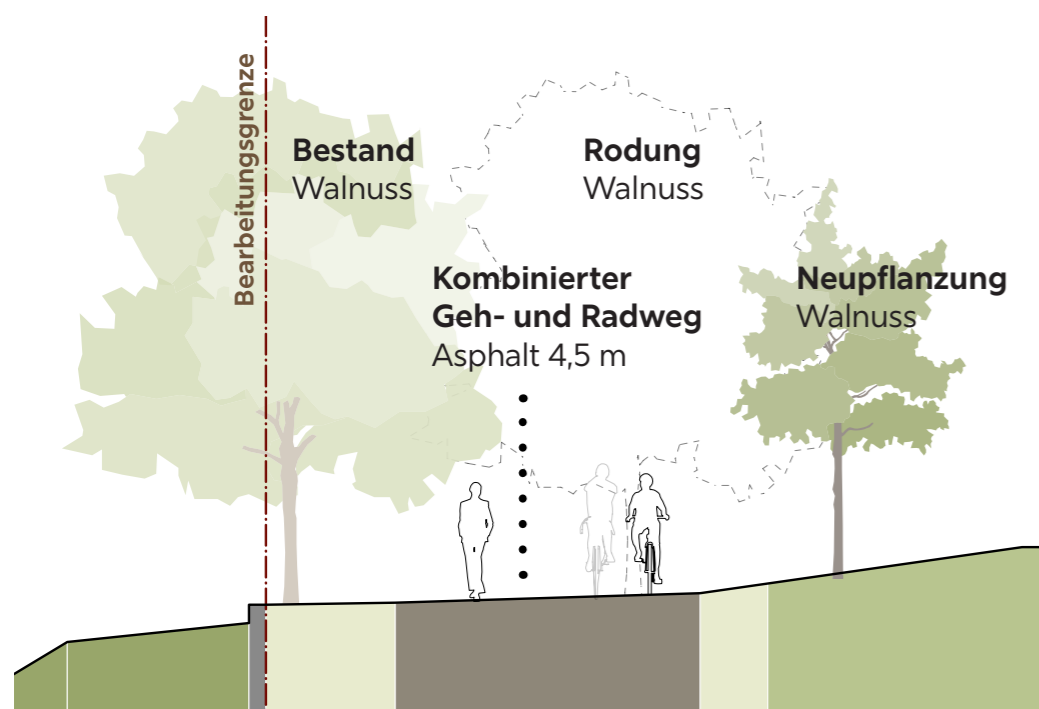 Bearbeitungsgrenze
Bestand
Walnuss
Rodung
Walnuss
Kombinierter
Geh- und Radweg
Asphalt 4,5 m
Neupflanzung
Walnuss